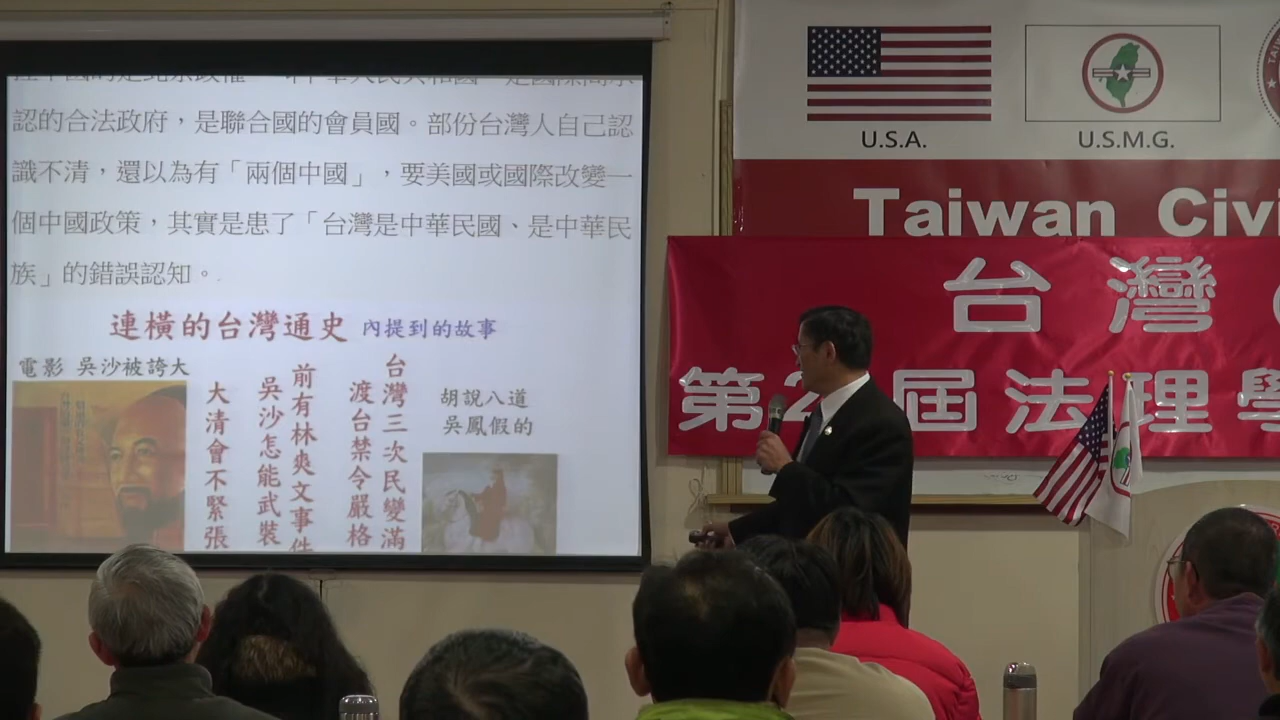 認的合法政府，是聯合國的會員國。部份台灣人自己認
識不清，還以為有「兩個中國」，要美國或國際改變一
個中國政策，其實是患了「台灣是中華民國、是中華民
族」的錯誤認知。
連橫的台灣通史 內提到的故事
電影 吳沙被誇大
大清會不緊張
吳沙怎能武裝
前有林爽文事件
渡台禁令嚴格
台灣三次民變滿
胡說八道
吳鳳假的
U.S.A.
U.S.M.G.
Taiwan Civi
台灣
第2屆法理學